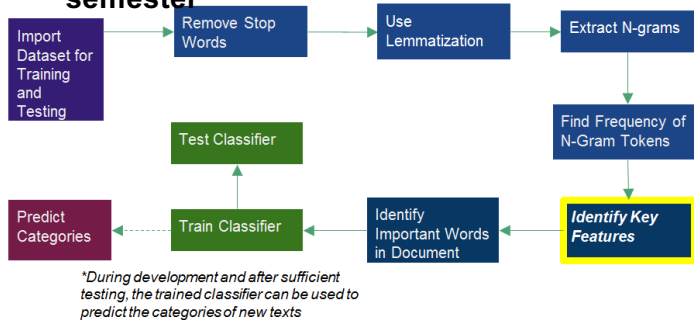 semester
Import
Dataset for
Training
and
Testing
Remove Stop
Words
Use
Lemmatization
Extract N-grams
Find Frequency of
N-Gram Tokens
Identify Key
Features
Identify
Important Words
in Document
Train Classifier
Test Classifier
Predict
Categories
*During development and after sufficient
testing, the trained classifier can be used to
predict the categories of new texts